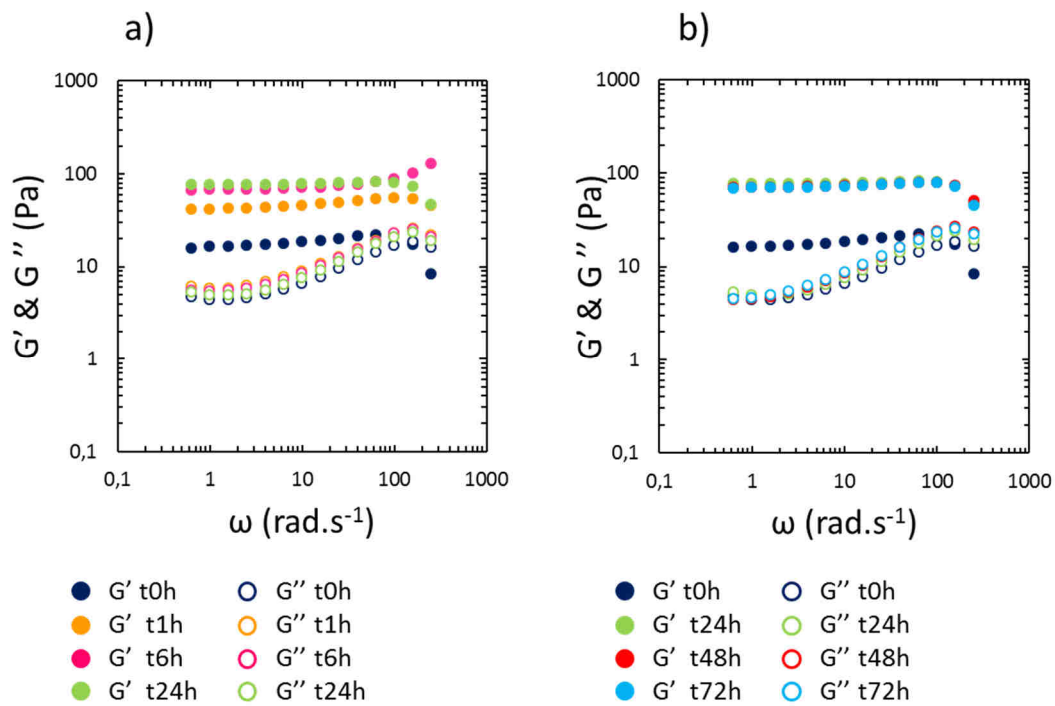 a)
b)
1000
100
10
1
0,1
G’ & G ’’ (Pa)
0,1 1 10 100 1000
ω (rad.s-1)
1000
100
10
1
0,1
G’ & G ’’ (Pa)
0,1 1 10 100 1000
ω (rad.s-1)
G’ t0h G’’ t0h
G’ t1h G’’ t1h
G’ t6h G’’ t6h
G’ t24h G’’ t24h
G’ t0h G’’ t0h
G’ t24h G’’ t24h
G’ t48h G’’ t48h
G’ t72h G’’ t72h